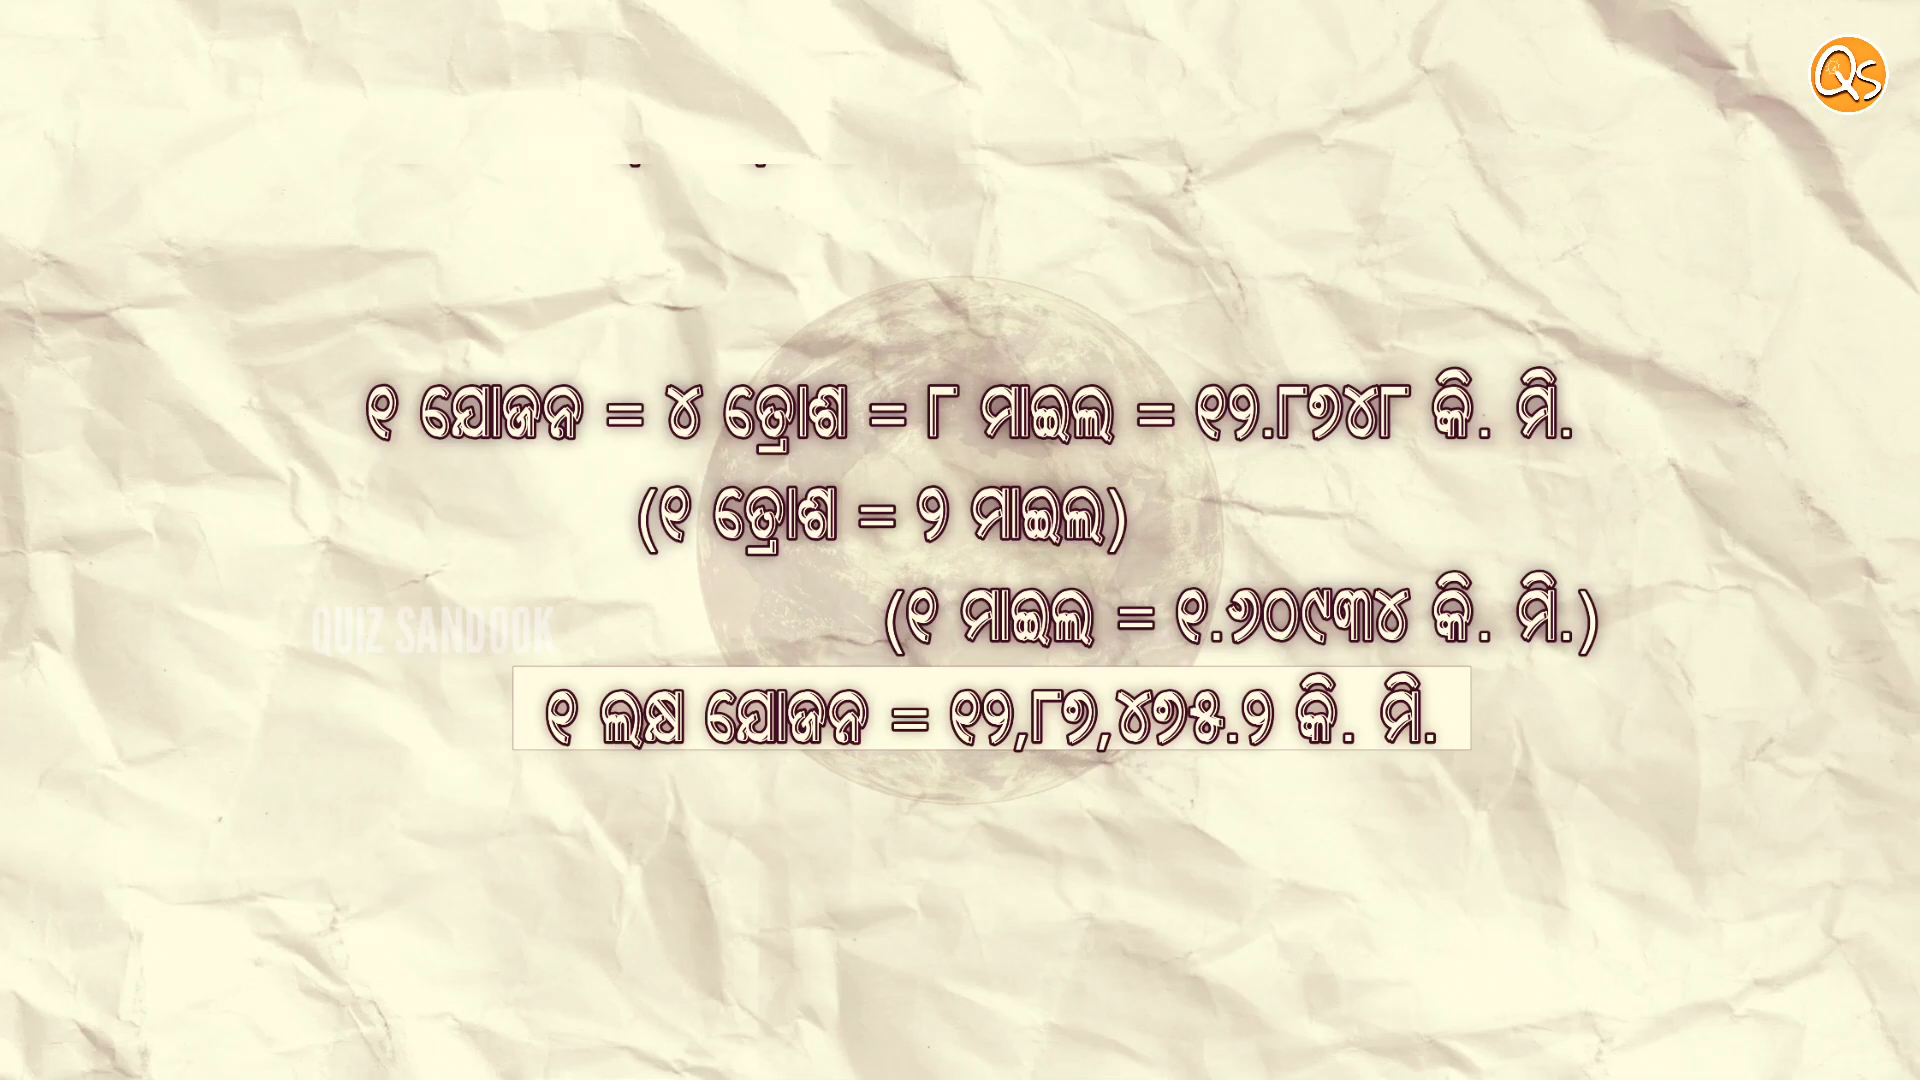 QS
୧ ଯୋଜନ = ୪ କ୍ରୋଶ = ୮ ମାଇଲ = ୧୨.୮୭୪୮ କି. ମି.
(୧ କ୍ରୋଶ = ୨ ମାଇଲ)
(୧ ମାଇଲ = ୧.୬୦୯୩୪ କି. ମି.)
QUIZ SANDOOK
୧ ଲକ୍ଷ ଯୋଜନ = ୧୨,୮୭,୪୭୫.୨ କି. ମି.